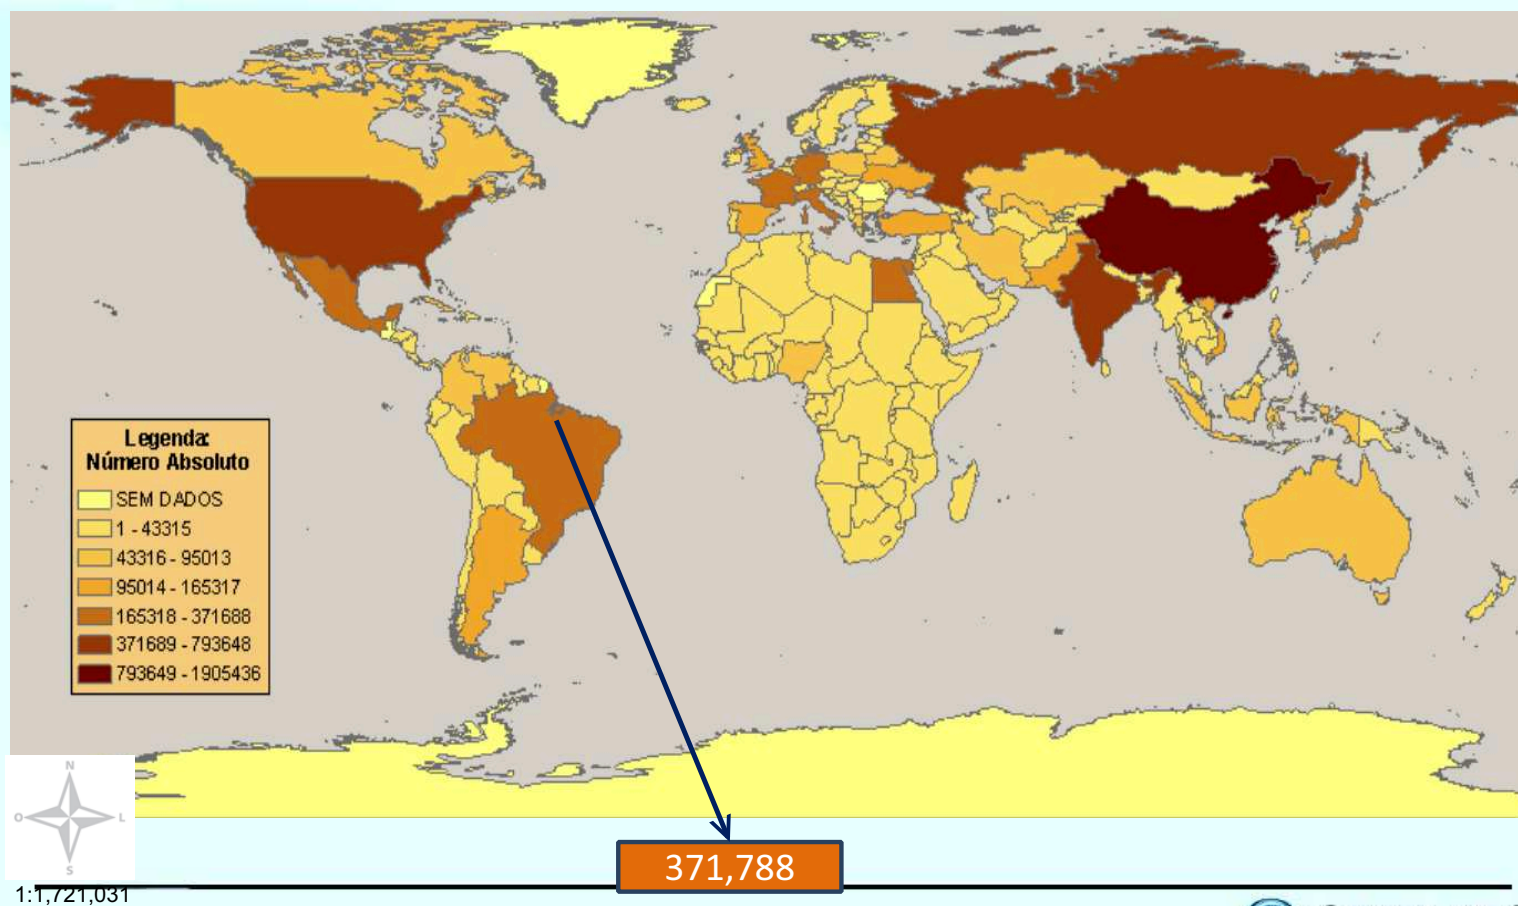 Legenda:
Número Absoluto
SEM DADOS
1 - 43315
43316 - 95013
95014 - 165317
165318 - 371688
371689 - 793648
793649 - 1905436
N
O L
S
371,788
1:1,721,031